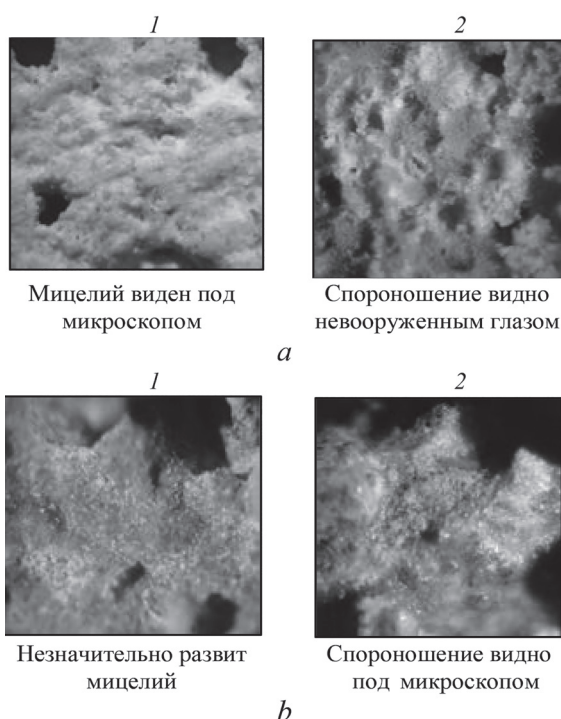 1
2
Мицелий виден под
микроскопом
Спороношение видно
невооруженным глазом
a
1
2
Незначительно развит
мицелий
Спороношение видно
под микроскопом
b